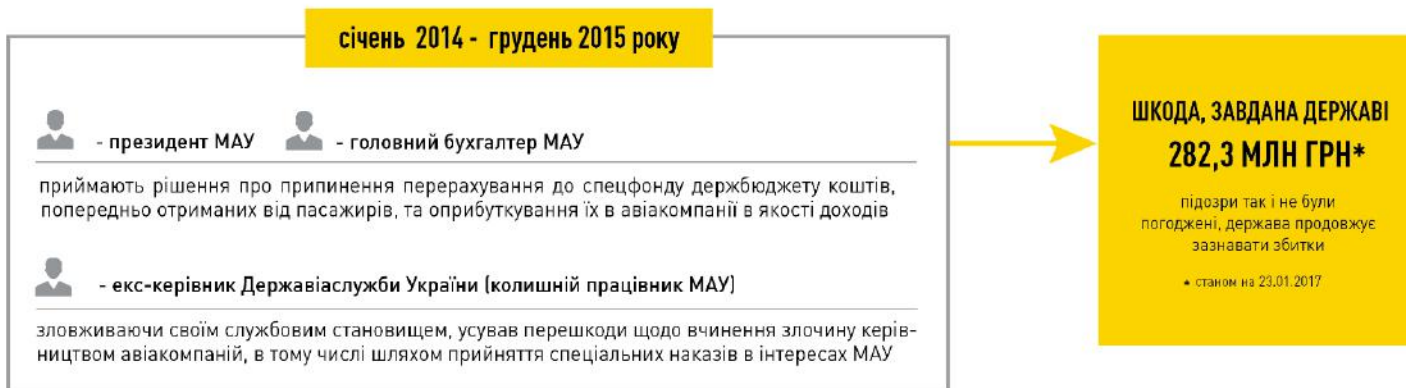 січень 2014 - грудень 2015 року
- президент МАУ - головний бухгалтер МАУ
приймають рішення про припинення перерахування до спецфонду держбюджету коштів,
попередньо отриманих від пасажирів, та оприбуткування їх в авіакомпанії в якості доходів
- екс-керівник Державіаслужби України (колишній працівник МАУ)
зловживаючи своїм службовим становищем, усував перешкоди щодо вчинення злочину керів-
ництвом авіакомпаній, в тому числі шляхом прийняття спеціальних наказів в інтересах МАУ
ШКОДА, ЗАВДАНА ДЕРЖАВІ
282,3 МЛН ГРН*
підозри так і не були
погоджені, держава продовжує
зазнавати збитки
* станом на 23.01.2017